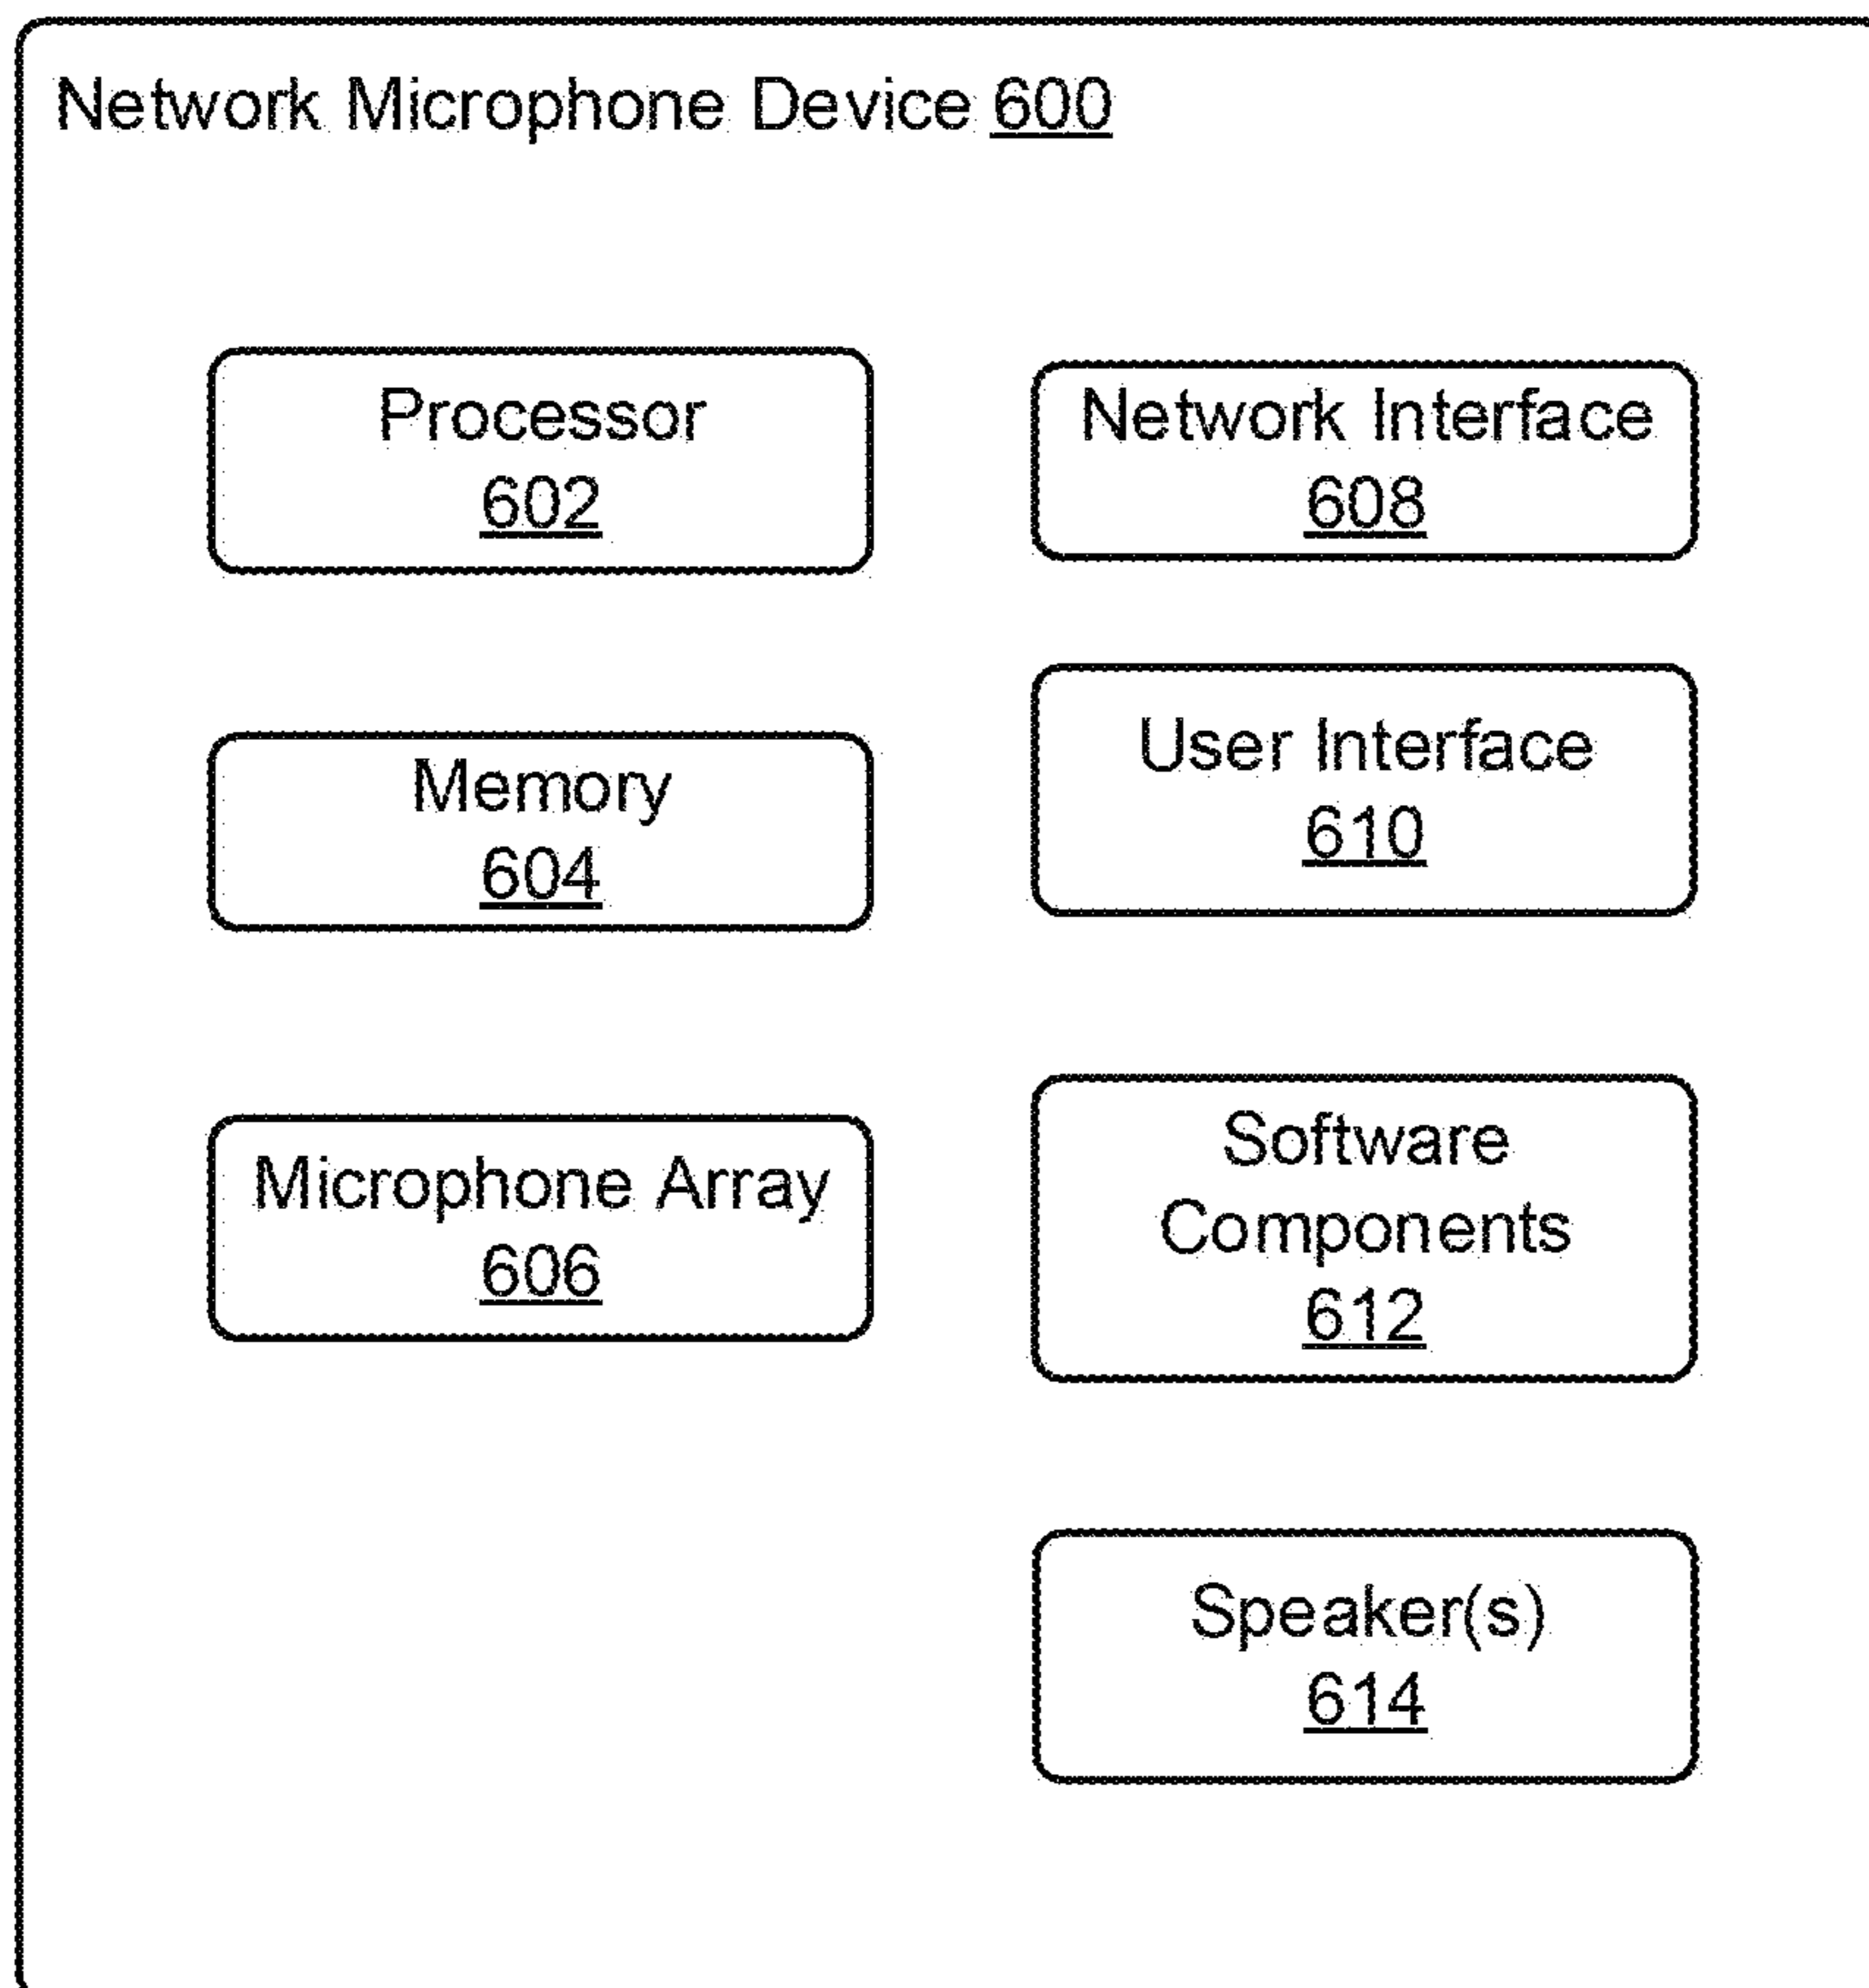 Network Microphone Device 600
Processor
602
Memory
604
Microphone Array
606
Network Interface
608
User Interface
610
Software
Components
612
Speaker(s)
614